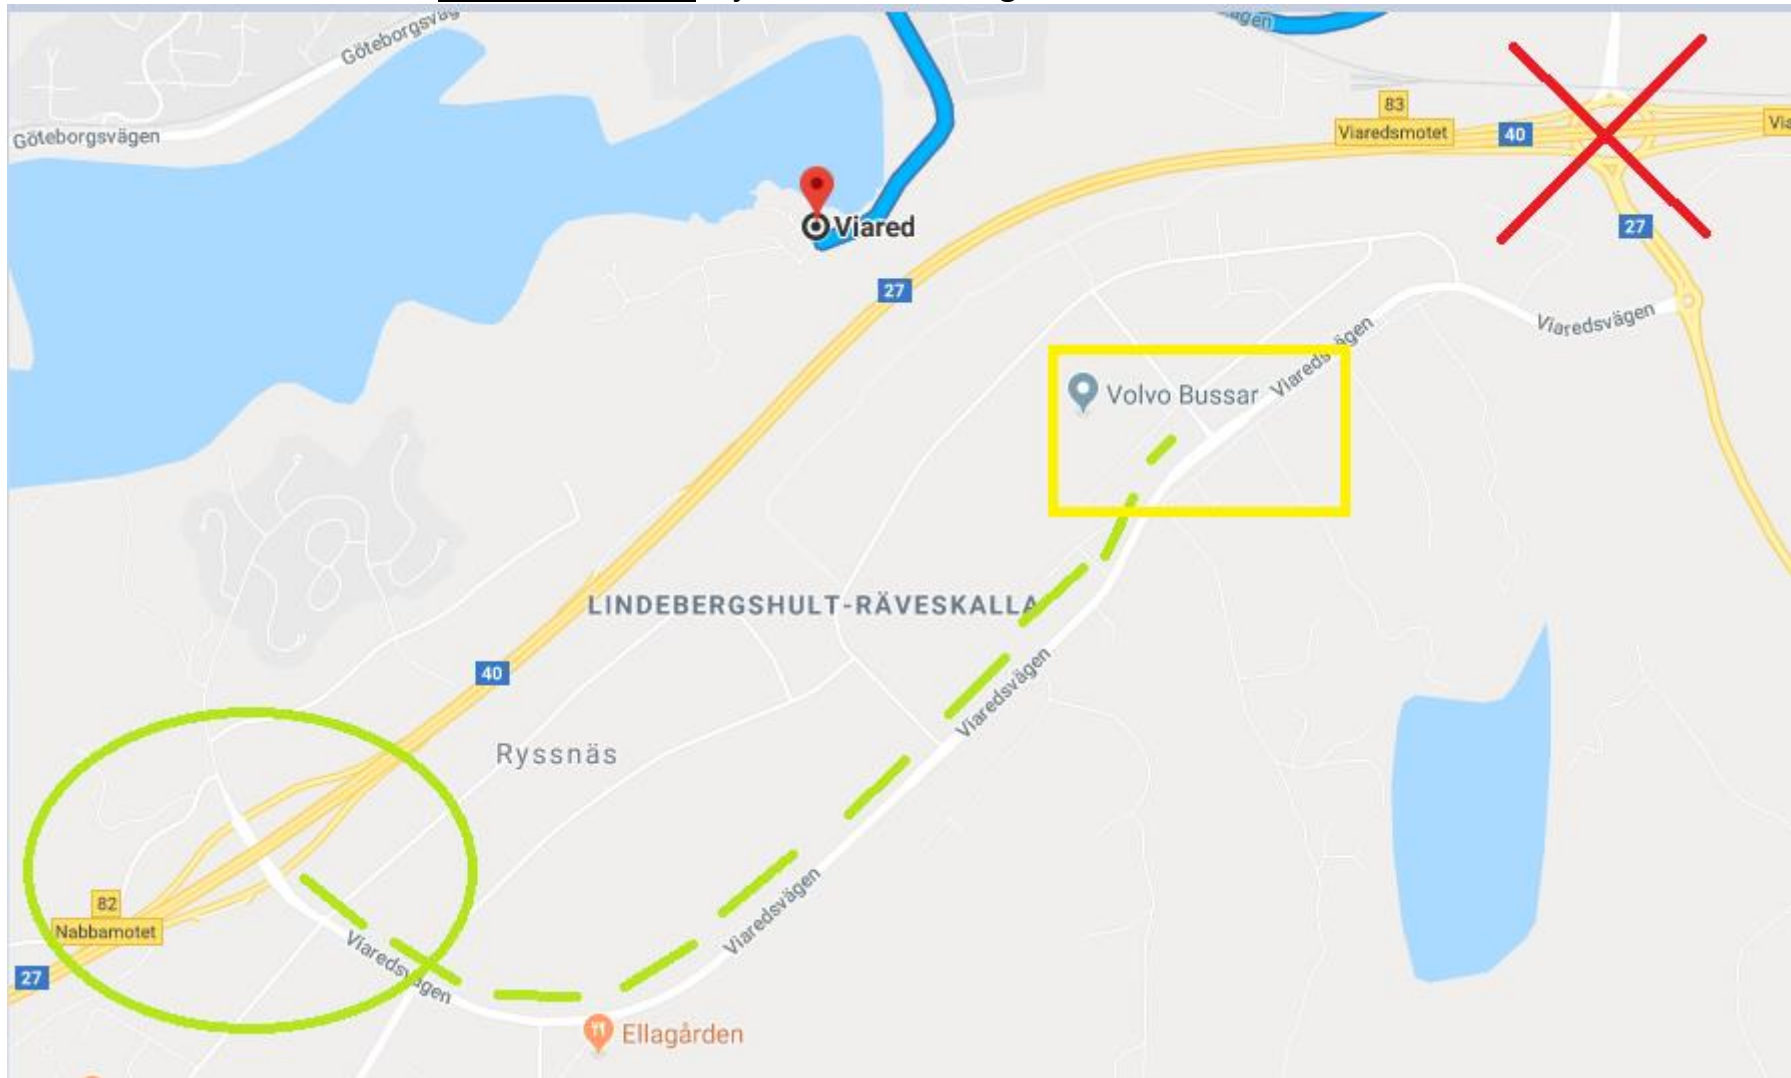 Göteborgsväg
ägen
83
Viaredsmotet
40
Via
Göteborgsvägen
Viared
27
27
Viaredsvägen
Viaredsvägen
Volvo Bussar
LINDEBERGSHULT-RÄVESKALLA
40
Viaredsvägen
Ryssnäs
82
Nabbamotet
Viaredsvägen
Viaredsvägen
27
Ellagården